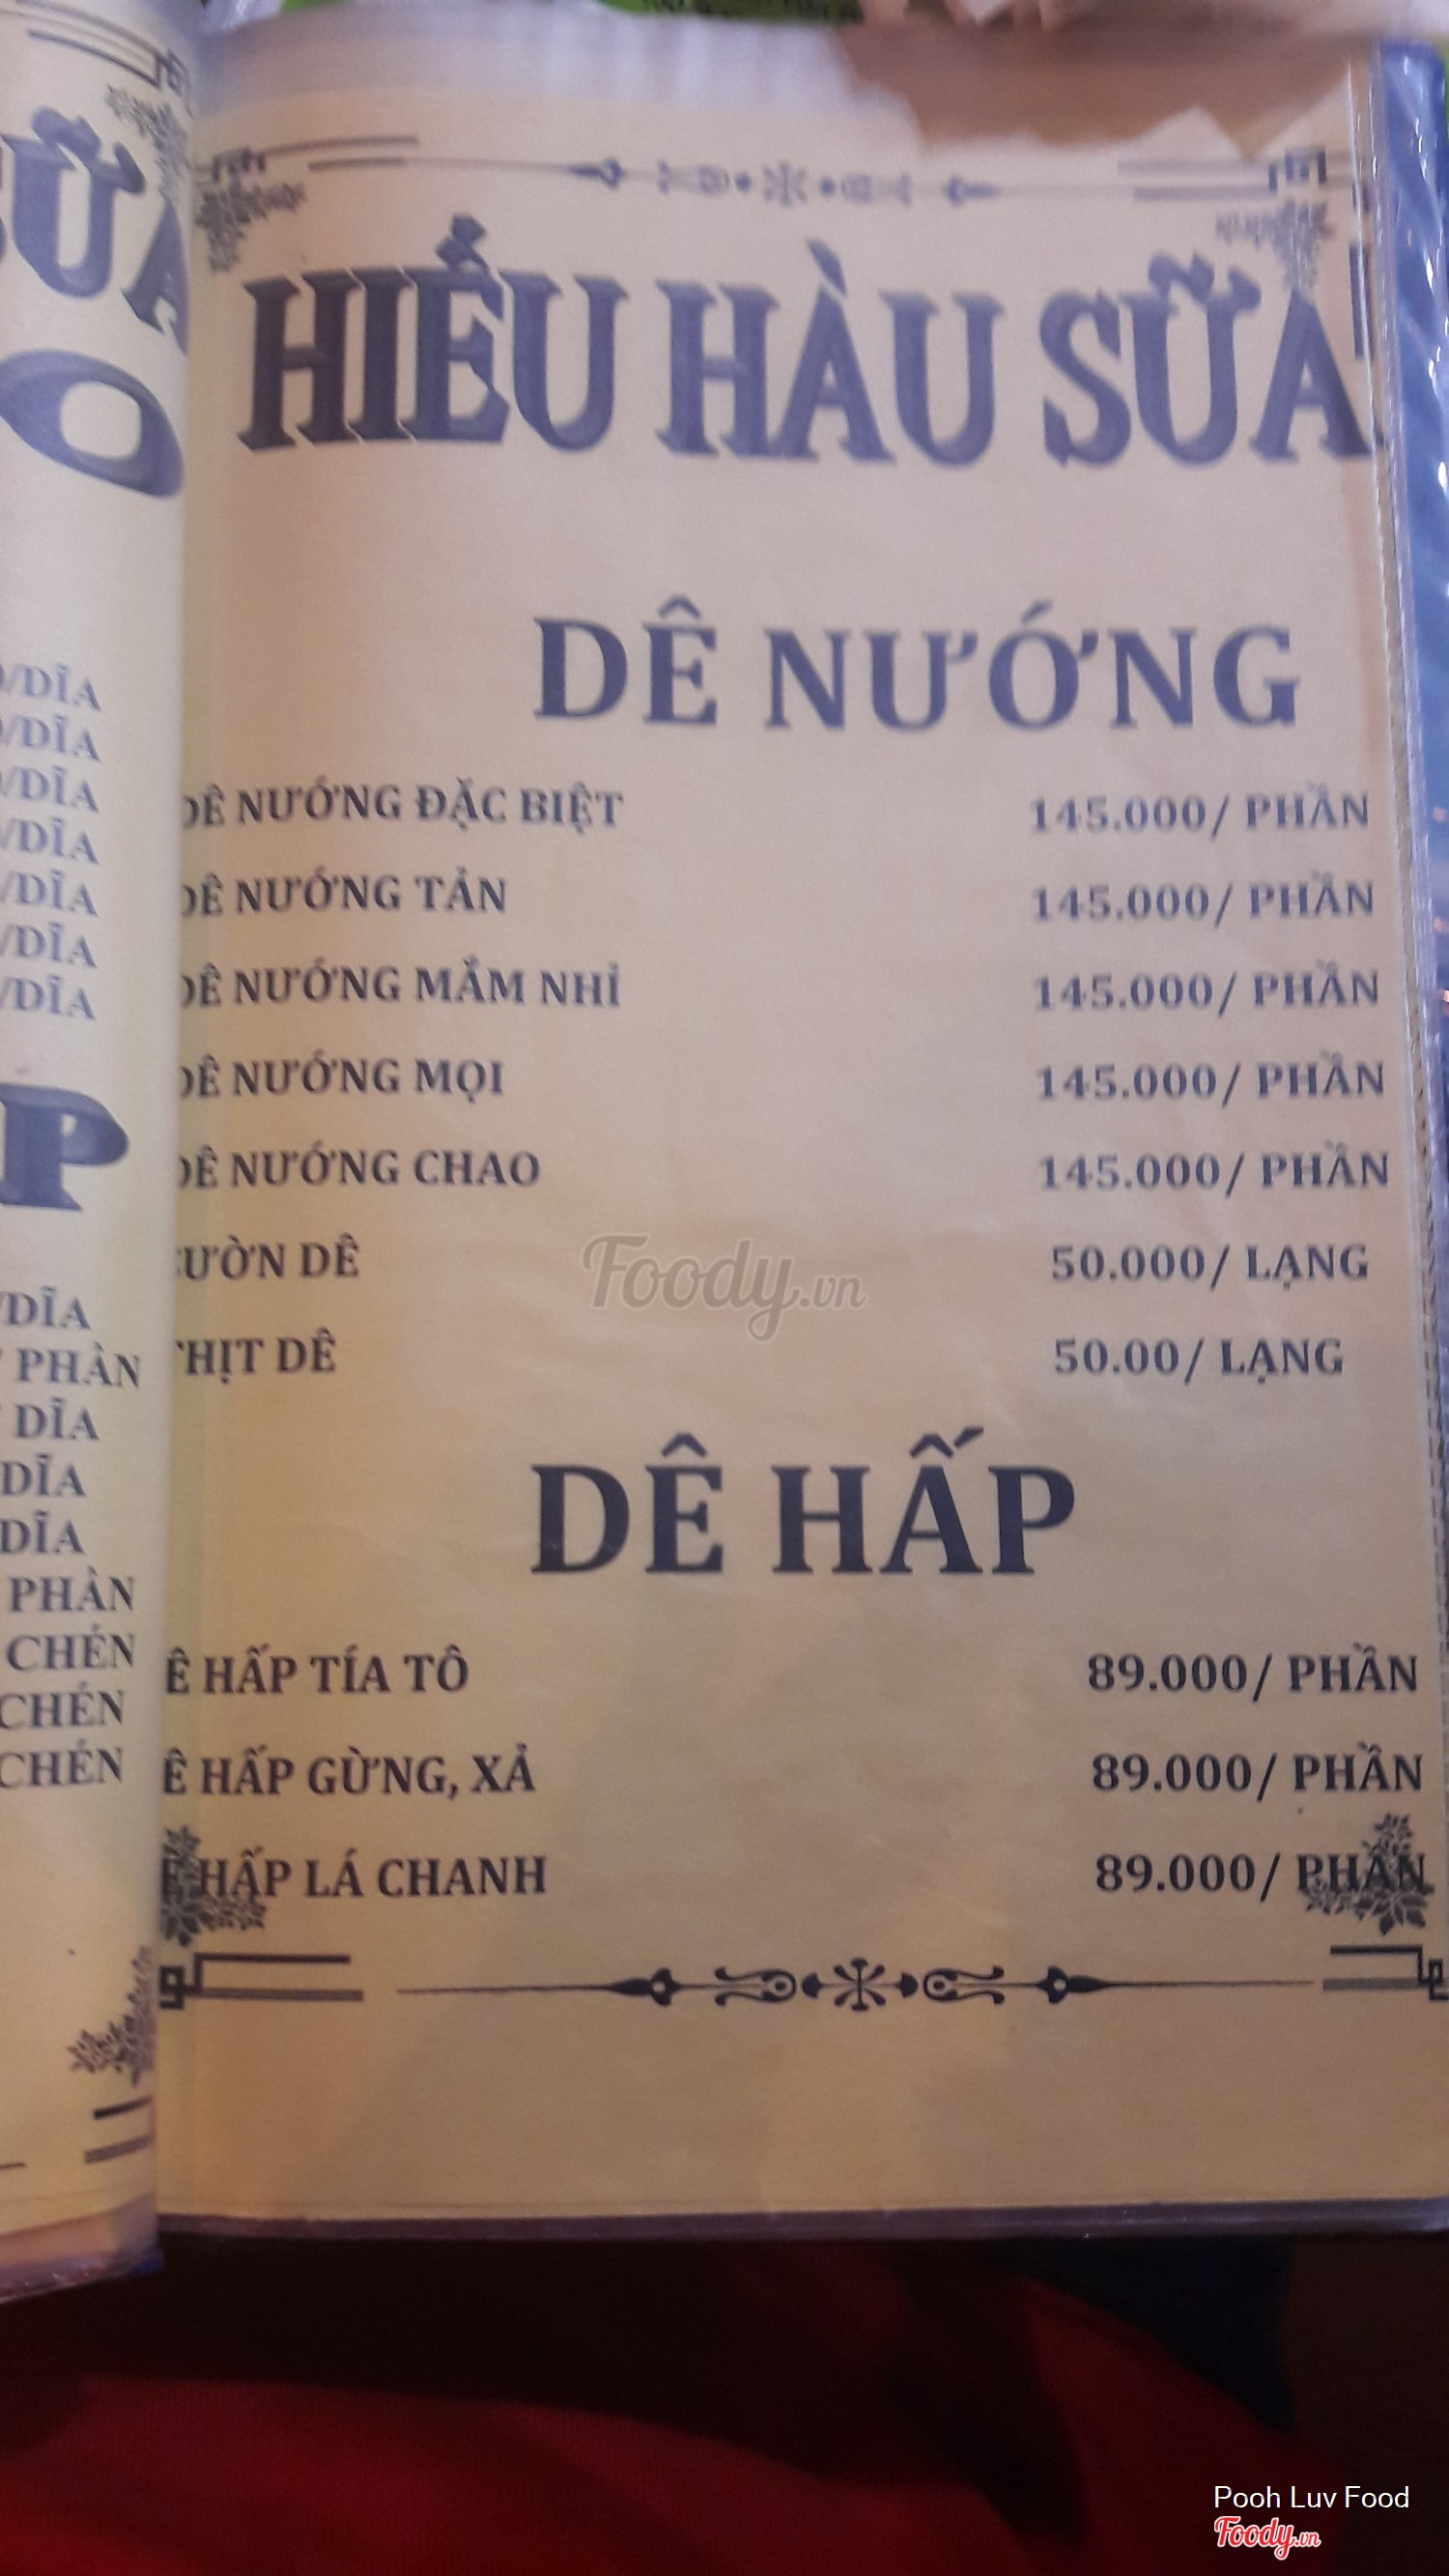 SỮA
O
/DĨA
/DĨA
/DĨA
/DĨA
/DĨA
/DĨA
/DĨA
P
/DĨA
/ PHẦN
/ DĨA
DĨA
DĨA
PHẦN
CHÉN
CHÉN
CHÉN
HIẾU HÀU SỮA
DÊ NƯỚNG
DÊ NƯỚNG ĐẶC BIỆT 145.000/ PHẦN
DÊ NƯỚNG TẢN 145.000/ PHẦN
DÊ NƯỚNG MẮM NHỈ 145.000/ PHẦN
DÊ NƯỚNG MỌI 145.000/ PHẦN
DÊ NƯỚNG CHAO 145.000/ PHẦN
ƯỜN DÊ 50.000/ LẠNG
THỊT DÊ 50.00/ LẠNG
DÊ HẤP
Ê HẤP TÍA TÔ 89.000/ PHẦN
Ê HẤP GỪNG, XẢ 89.000/ PHẦN
Ê HẤP LÁ CHANH 89.000/ PHẦN
Foody.vn
Pooh Luv Food
Foody.vn